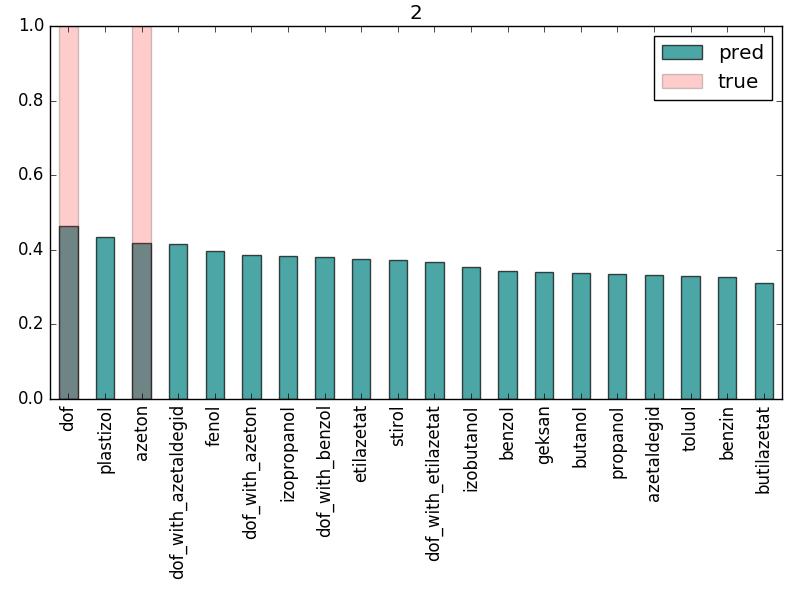 2
pred
true
1.0
0.8
0.6
0.4
0.2
0.0
dof
plastizol
azeton
dof_with_azetaldegid
fenol
dof_with_azeton
izopropanol
dof_with_benzol
etilazetat
stirol
dof_with_etilazetat
izobutanol
benzol
geksan
butanol
propanol
azetaldegid
toluol
benzin
butilazetat